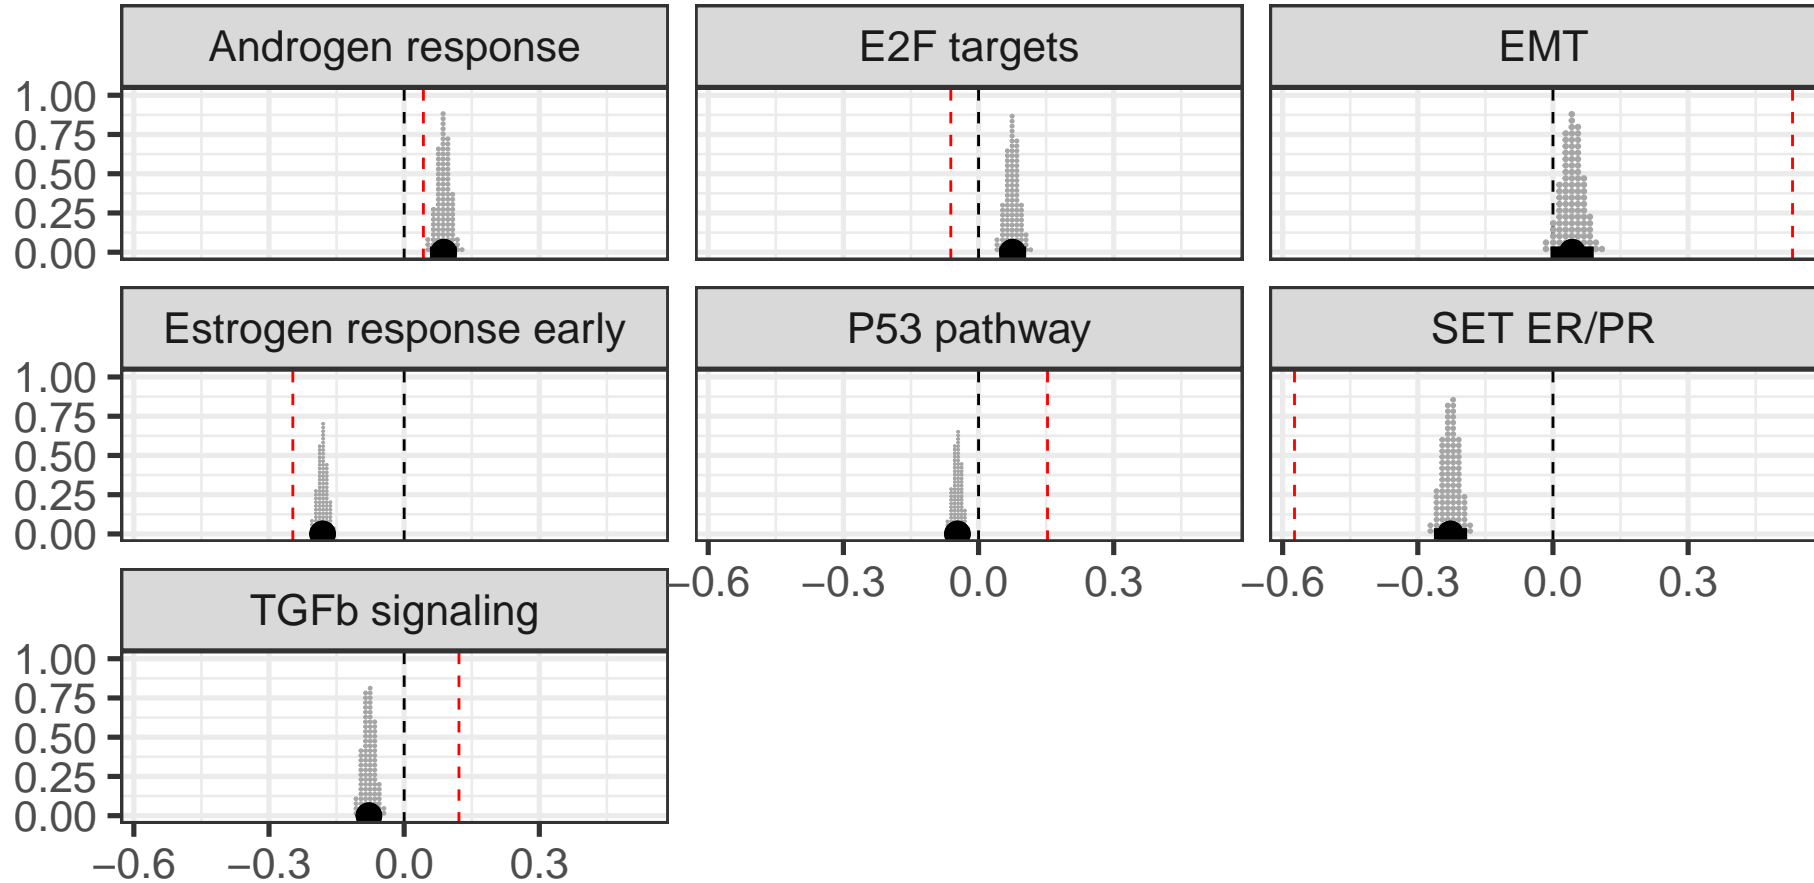 Androgen response
E2F targets
EMT
1.00
0.75
0.50
0.25
0.00
Estrogen response early
P53 pathway
SET ER/PR
1.00
0.75
0.50
0.25
0.00
−0.6 −0.3 0.0 0.3
−0.6 −0.3 0.0 0.3
TGFb signaling
1.00
0.75
0.50
0.25
0.00
−0.6 −0.3 0.0 0.3